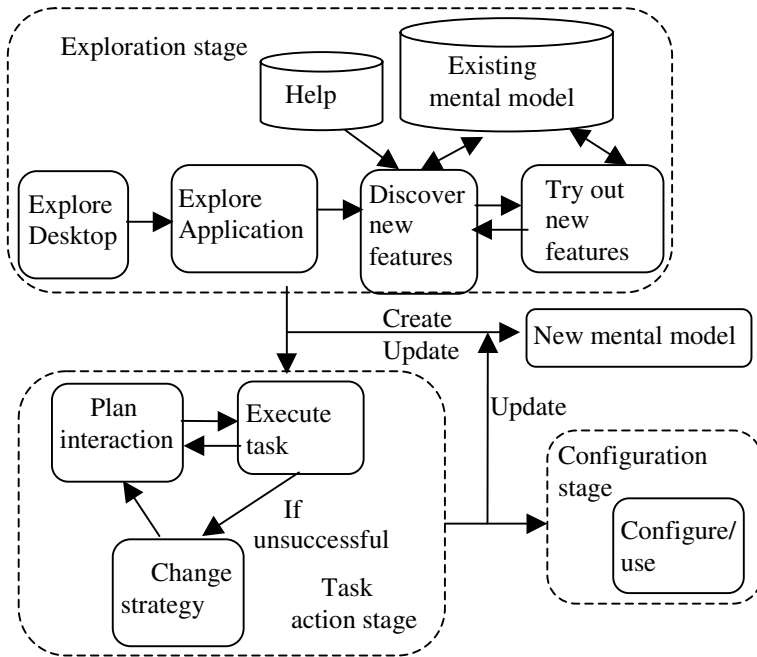 Exploration stage
Help
Existing
mental model
Explore
Desktop
Explore
Application
Discover
new
features
Try out
new
features
Create
Update
New mental model
Plan
interaction
Execute
task
If
unsuccessful
Change
strategy
Task
action stage
Update
Configuration
stage
Configure/
use